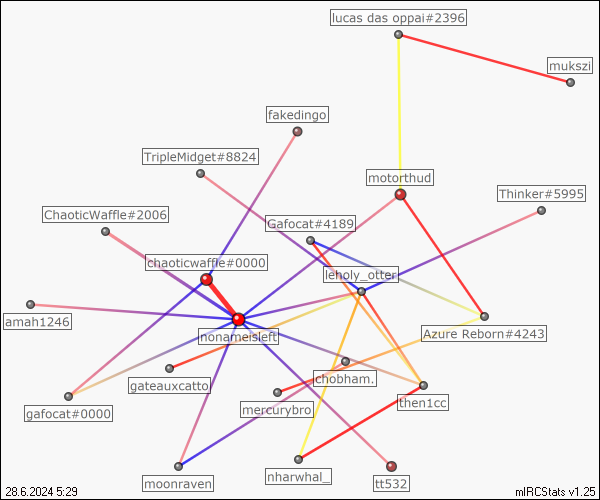 lucas das oppai#2396
mukszi
fakedingo
TripleMidget#8824
motorthud
Thinker#5995
ChaoticWaffle#2006
Gafocat#4189
chaoticwaffle#0000
leholy_otter
amah1246
nonameisleft
Azure Reborn#4243
gateauxcatto
chobham.
mercurybro
then1cc
gafocat#0000
moonraven
nharwhal_
tt532
28.6.2024 5:29
mIRCStats v1.25